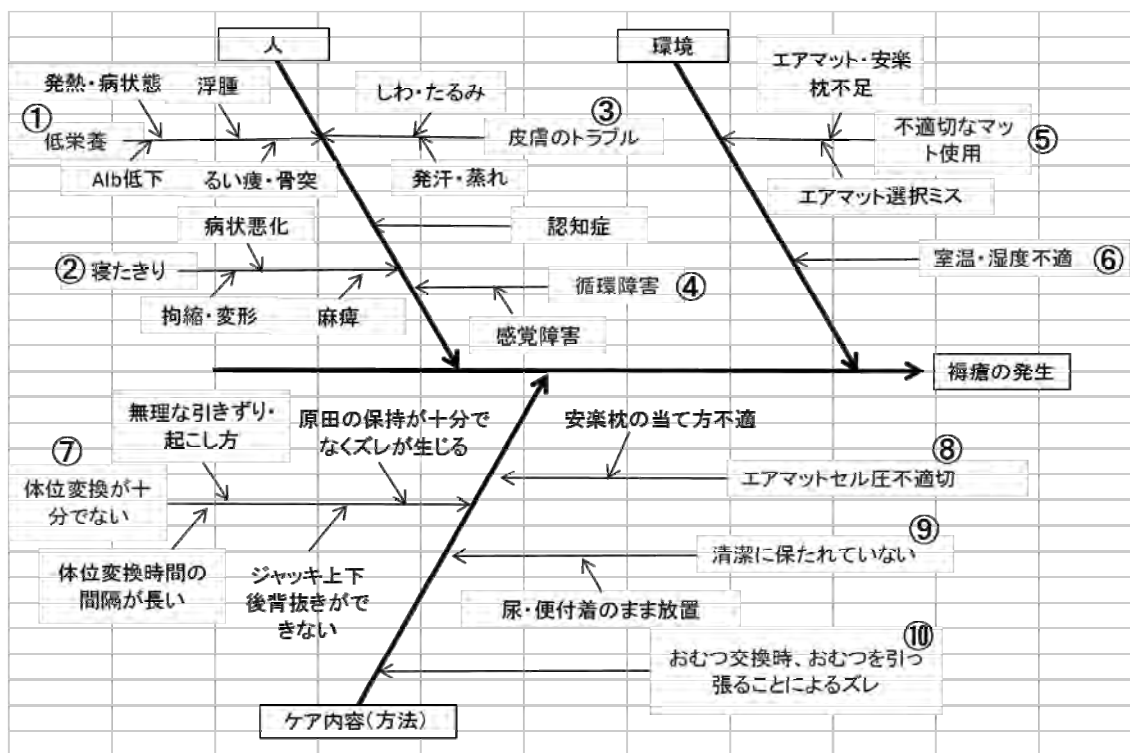 人
環境
発熱・病状態
浮腫
しわ・たるみ
エアマット・安楽
枕不足
①
低栄養
③
皮膚のトラブル
不適切なマッ
ト使用
⑤
Alb低下
るい痩・骨突
発汗・蒸れ
エアマット選択ミス
病状悪化
認知症
②
寝たきり
室温・湿度不適
⑥
循環障害
④
拘縮・変形
麻痺
感覚障害
褥瘡の発生
無理な引きずり・
起こし方
原田の保持が十分で
なくズレが生じる
安楽枕の当て方不適
⑦
体位変換が十
分でない
⑧
エアマットセル圧不適切
体位変換時間の
間隔が長い
ジャッキ上下
後背抜きがで
きない
⑨
清潔に保たれていない
尿・便付着のまま放置
⑩
おむつ交換時、おむつを引っ
張ることによるズレ
ケア内容(方法)